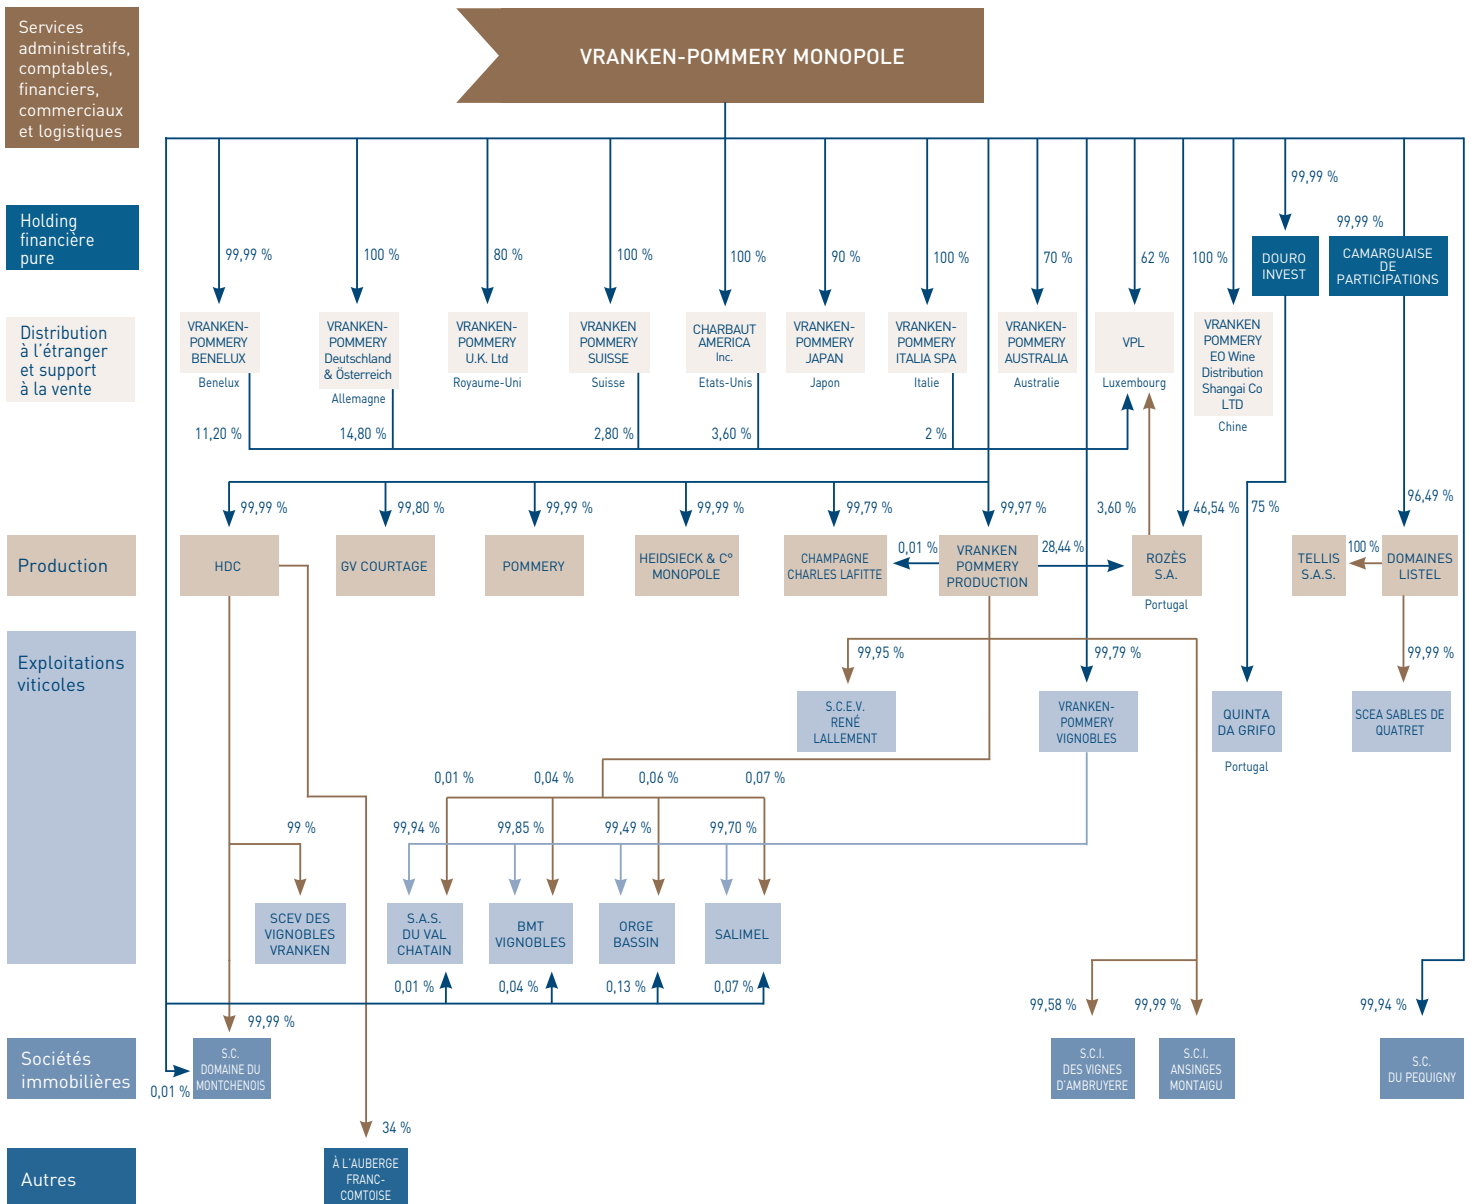 Services
administratifs,
comptables,
financiers,
commerciaux
et logistiques
VRANKEN-POMMERY MONOPOLE
Holding
financière
pure
99,99 %
100 %
80 %
100 %
100 %
90 %
100 %
70 %
62 %
100 %
99,99 %
99,99 %
DOURO
INVEST
CAMARGUAISE
DE
PARTICIPATIONS
Distribution
à l'étranger
et support
à la vente
VRANKEN-
POMMERY
BENELUX
Benelux
VRANKEN-
POMMERY
Deutschland
& Österreich
Allemagne
VRANKEN-
POMMERY
U.K. Ltd
Royaume-Uni
VRANKEN
POMMERY
SUISSE
Suisse
CHARBAUT
AMERICA
Inc.
Etats-Unis
VRANKEN-
POMMERY
JAPAN
Japon
VRANKEN-
POMMERY
ITALIA SPA
Italie
VRANKEN-
POMMERY
AUSTRALIA
Australie
VPL
Luxembourg
VRANKEN
POMMERY
EO Wine
Distribution
Shangai Co
LTD
Chine
11,20 %
14,80 %
2,80 %
3,60 %
2 %
99,99 %
99,80 %
99,99 %
99,99 %
99,79 %
99,97 %
3,60 %
46,54 %
75 %
96,49 %
Production
HDC
GV COURTAGE
POMMERY
HEIDSIECK & C°
MONOPOLE
CHAMPAGNE
CHARLES LAFITTE
0,01 %
VRANKEN
POMMERY
PRODUCTION
28,44 %
ROZÈS
S.A.
Portugal
TELLIS
S.A.S.
100 %
DOMAINES
LISTEL
Exploitations
viticoles
99,95 %
99,79 %
99,99 %
S.C.E.V.
RENÉ
LALLEMENT
VRANKEN-
POMMERY
VIGNOBLES
QUINTA
DA GRIFO
Portugal
SCEA SABLES DE
QUATRET
0,01 %
0,04 %
0,06 %
0,07 %
99 %
99,94 %
99,85 %
99,49 %
99,70 %
SCEV DES
VIGNOBLES
VRANKEN
S.A.S.
DU VAL
CHATAIN
BMT
VIGNOBLES
ORGE
BASSIN
SALIMEL
0,01 %
0,04 %
0,13 %
0,07 %
99,99 %
99,58 %
99,99 %
99,94 %
Sociétés
immobilières
0,01 %
S.C.
DOMAINE DU
MONTCHENOIS
S.C.I.
DES VIGNES
D'AMBRUYERE
S.C.I.
ANSINGES
MONTAIGU
S.C.
DU PEQUIGNY
34 %
Autres
À L'AUBERGE
FRANC-
COMTOISE